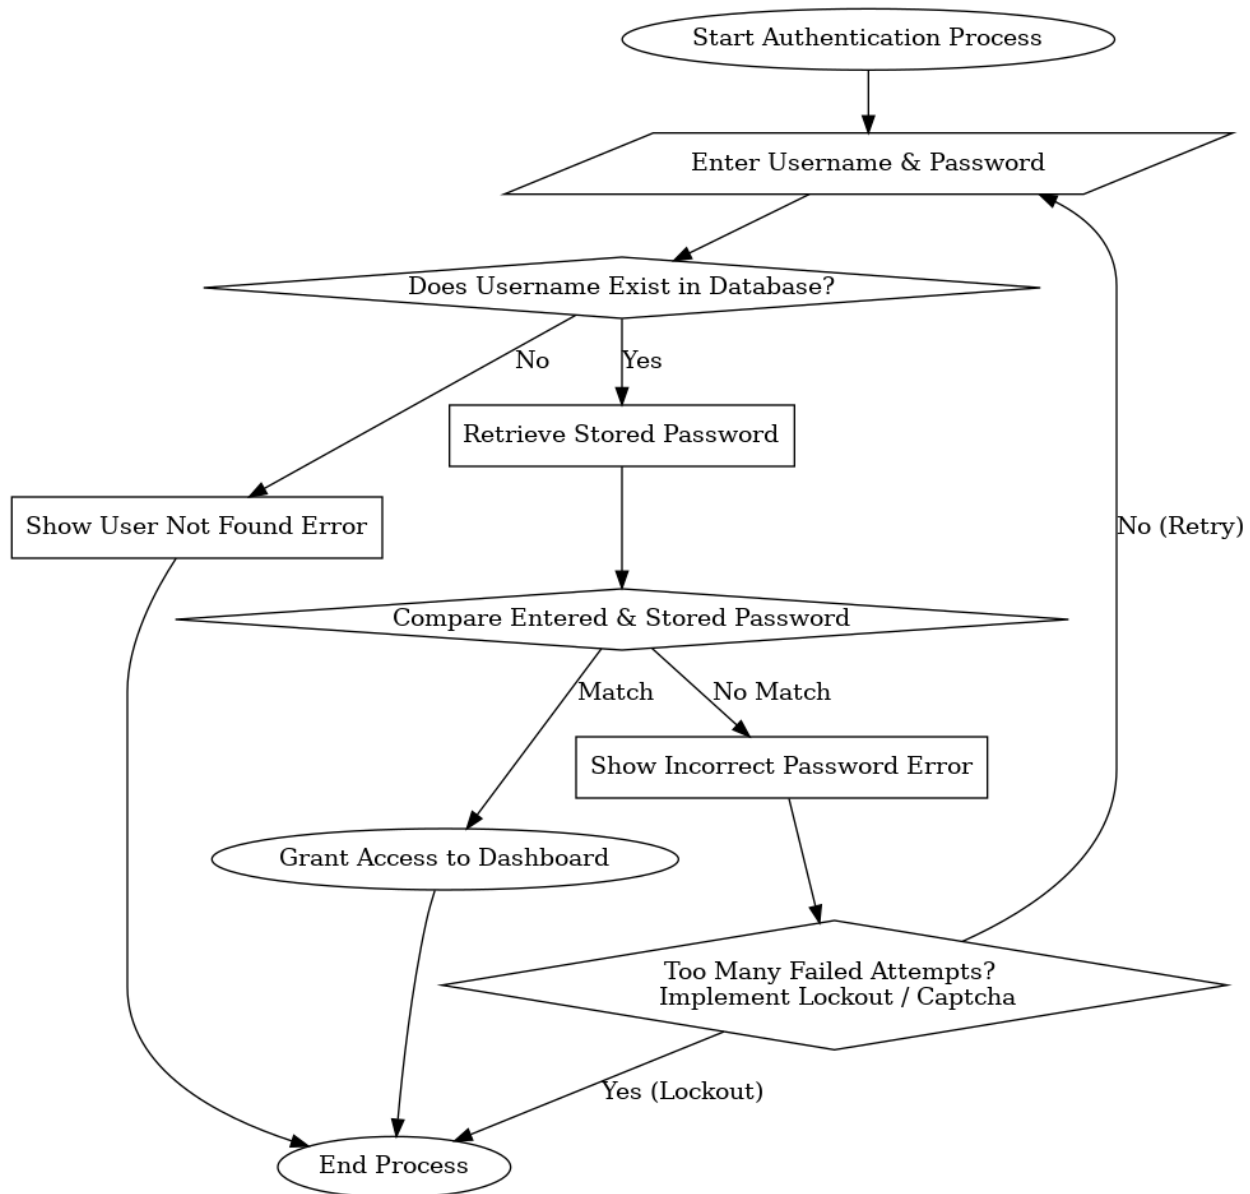 Start Authentication Process
Enter Username & Password
Does Username Exist in Database?
No
Yes
Retrieve Stored Password
Show User Not Found Error
No (Retry)
Compare Entered & Stored Password
Match
No Match
Show Incorrect Password Error
Grant Access to Dashboard
Too Many Failed Attempts?
Implement Lockout / Captcha
Yes (Lockout)
End Process